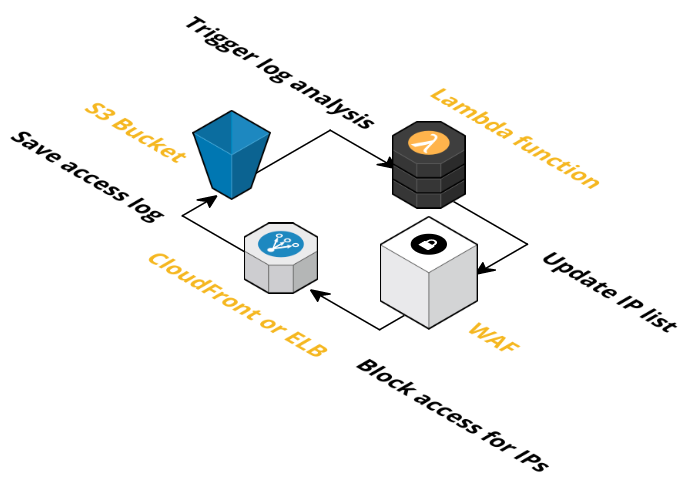 Trigger log analysis
S3 Bucket
Lambda function
Save access log
CloudFront or ELB
Update IP list
WAF
Block access for IPs